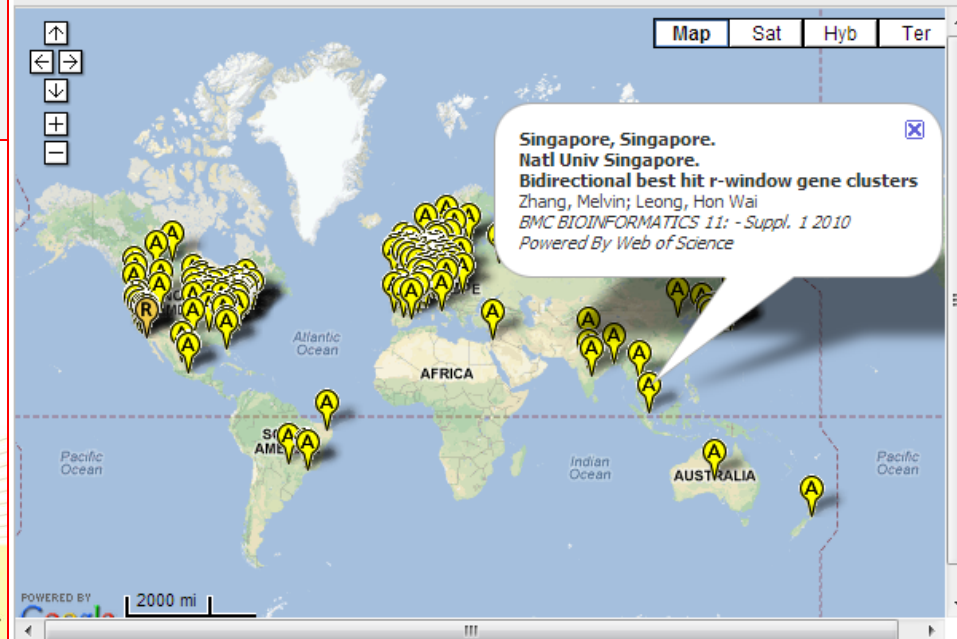 Map Sat Hyb Ter
Singapore, Singapore.
Natl Univ Singapore.
Bidirectional best hit r-window gene clusters
Zhang, Melvin; Leong, Hon Wai
BMC BIOINFORMATICS 11: - Suppl. 1 2010
Powered By Web of Science
R
A
Atlantic
Ocean
AFRICA
Pacific
Ocean
Indian
Ocean
AUSTRALIA
Pacific
Ocean
POWERED BY
Google
2000 mi